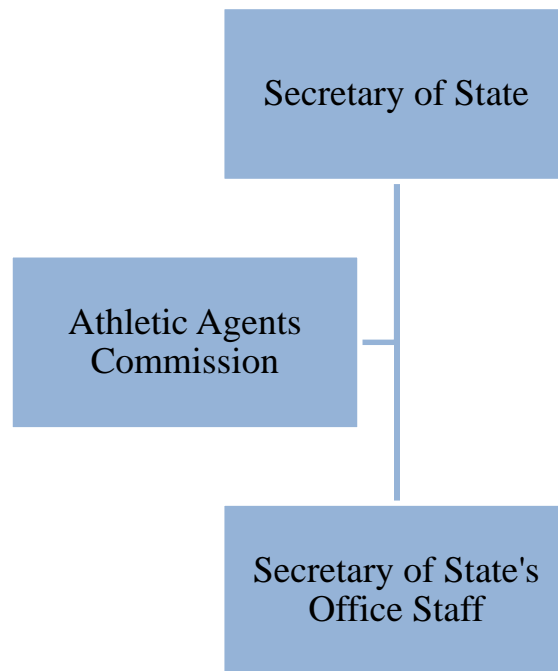 Secretary of State
Athletic Agents
Commission
Secretary of State's
Office Staff